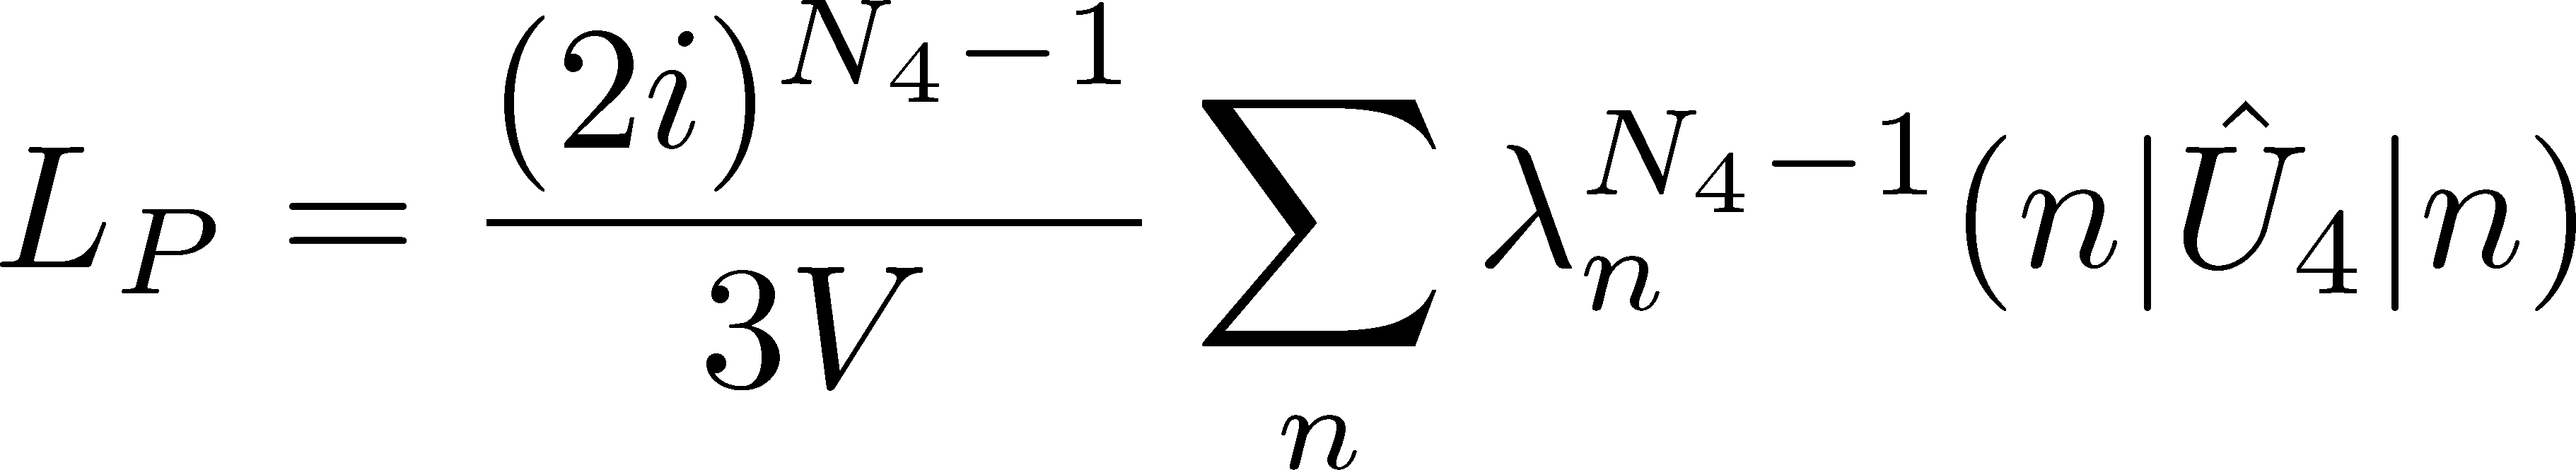 L_P = \frac{(2i)^{N_4-1}}{3V} \sum_n \lambda_n^{N_4-1} (n|\hat{U}_4|n)